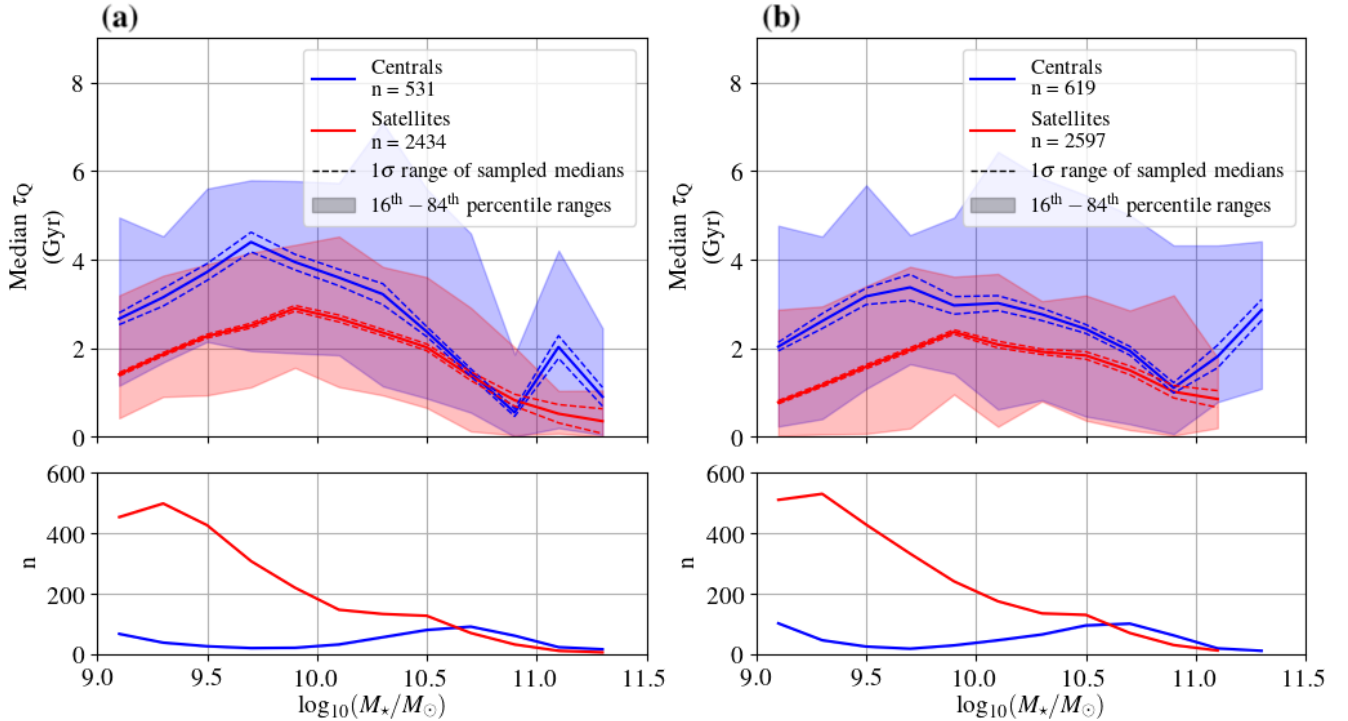 (a)
(b)
Median τ_Q
(Gyr)
8
6
4
2
0
Centrals
n = 531
Satellites
n = 2434
1σ range of sampled medians
16th − 84th percentile ranges
Median τ_Q
(Gyr)
8
6
4
2
0
Centrals
n = 619
Satellites
n = 2597
1σ range of sampled medians
16th − 84th percentile ranges
n
600
400
200
0
9.0 9.5 10.0 10.5 11.0 11.5
log₁₀(M⋆/M⊙)
n
600
400
200
0
9.0 9.5 10.0 10.5 11.0 11.5
log₁₀(M⋆/M⊙)